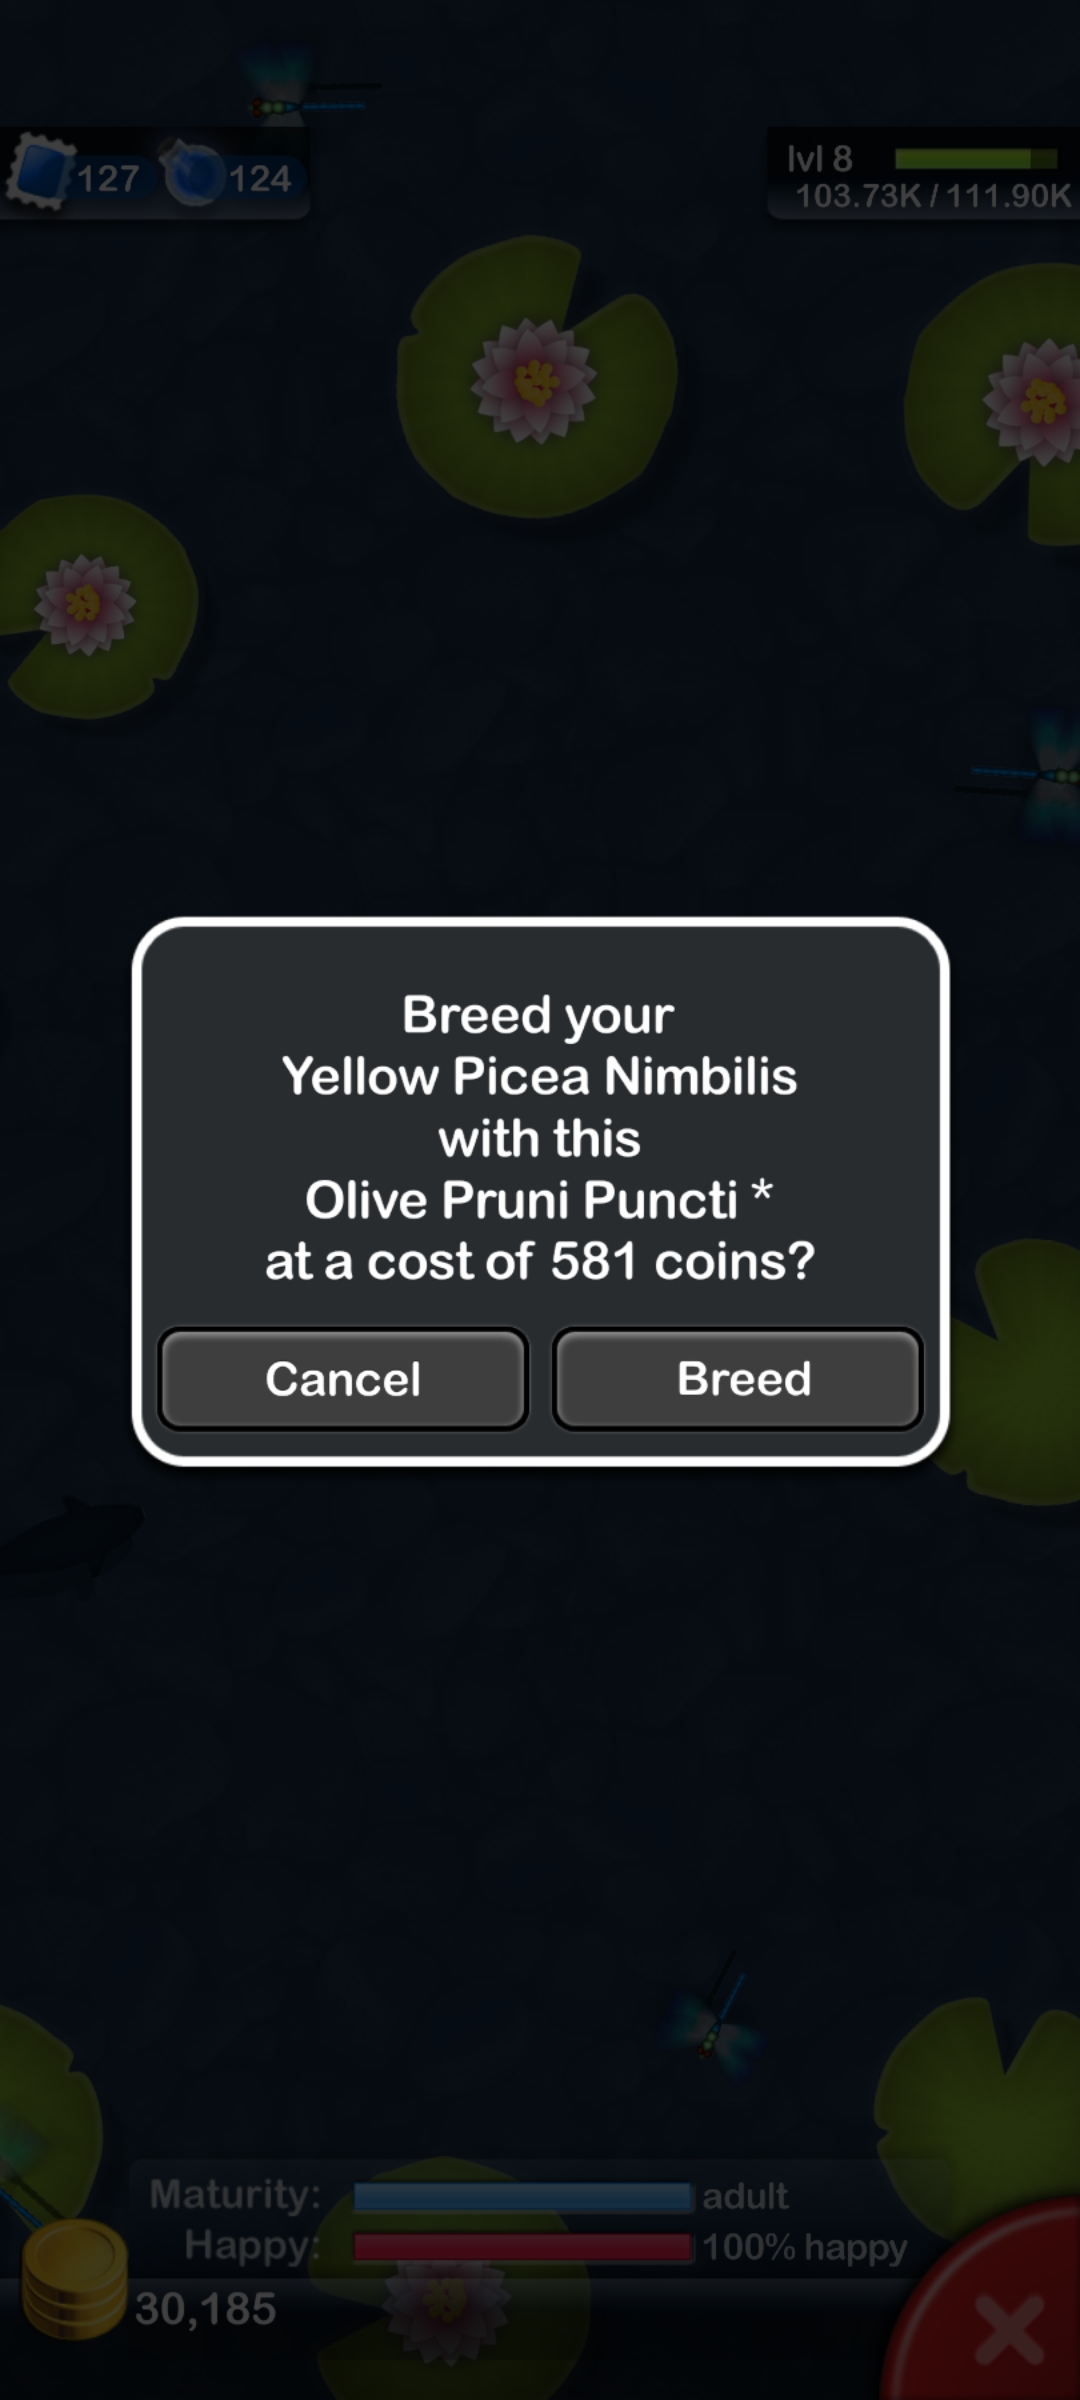 127
124
lvl 8
103.73K / 111.90K
Breed your
Yellow Picea Nimbilis
with this
Olive Pruni Puncti *
at a cost of 581 coins?
Cancel
Breed
Maturity:
adult
Happy:
100% happy
30,185